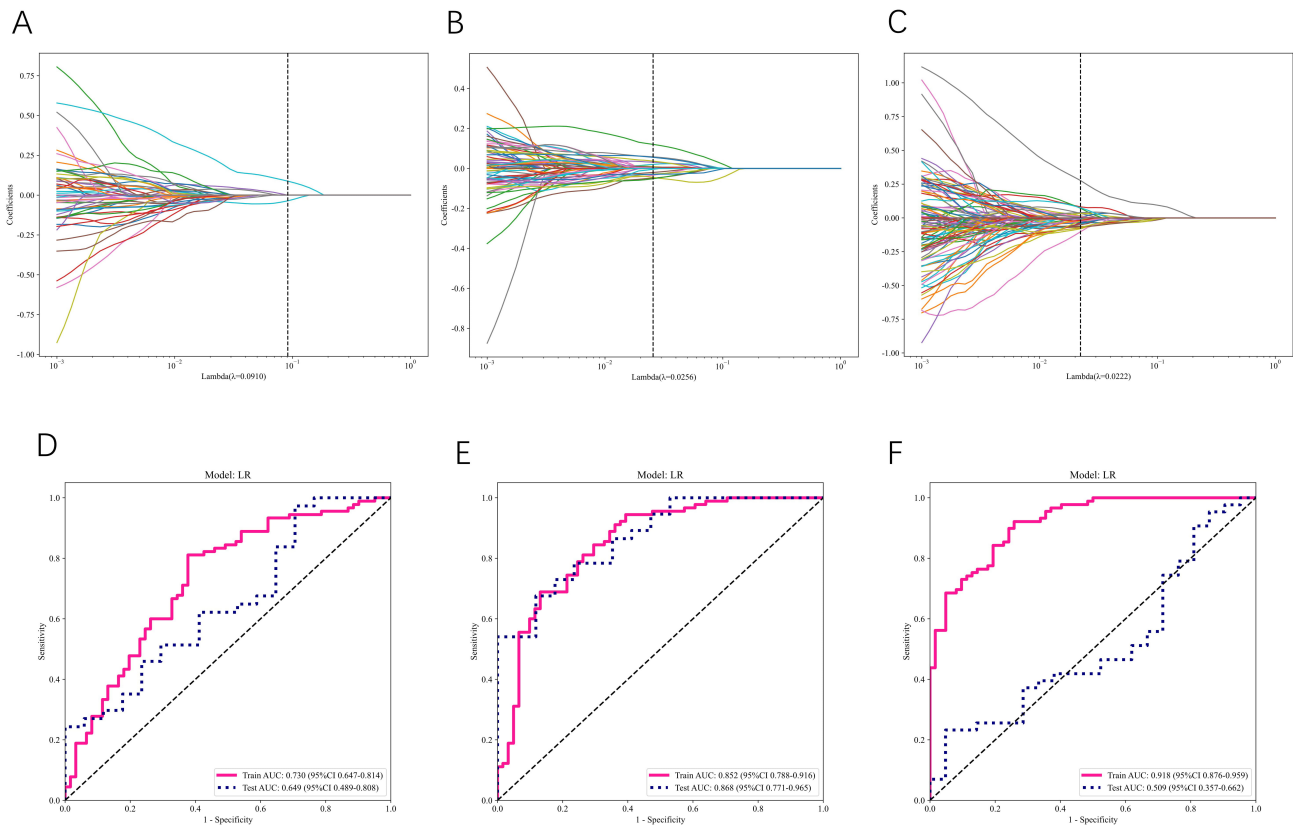 A
B
C
0.75
0.50
0.25
0.00
-0.25
-0.50
-0.75
-1.00
Coefficients
10⁻³
10⁻²
10⁻¹
10⁰
Lambda(λ=0.0910)
0.4
0.2
0.0
-0.2
-0.4
-0.6
-0.8
Coefficients
10⁻³
10⁻²
10⁻¹
10⁰
Lambda(λ=0.0256)
1.00
0.75
0.50
0.25
0.00
-0.25
-0.50
-0.75
-1.00
Coefficients
10⁻³
10⁻²
10⁻¹
10⁰
Lambda(λ=0.0222)
D
Model: LR
1.0
0.8
0.6
0.4
0.2
0.0
Sensitivity
Train AUC: 0.730 (95%CI 0.647-0.814)
Test AUC: 0.649 (95%CI 0.489-0.808)
0.0
0.2
0.4
0.6
0.8
1.0
1 - Specificity
E
Model: LR
1.0
0.8
0.6
0.4
0.2
0.0
Sensitivity
Train AUC: 0.852 (95%CI 0.788-0.916)
Test AUC: 0.868 (95%CI 0.771-0.965)
0.0
0.2
0.4
0.6
0.8
1.0
1 - Specificity
F
Model: LR
1.0
0.8
0.6
0.4
0.2
0.0
Sensitivity
Train AUC: 0.918 (95%CI 0.876-0.959)
Test AUC: 0.509 (95%CI 0.357-0.662)
0.0
0.2
0.4
0.6
0.8
1.0
1 - Specificity